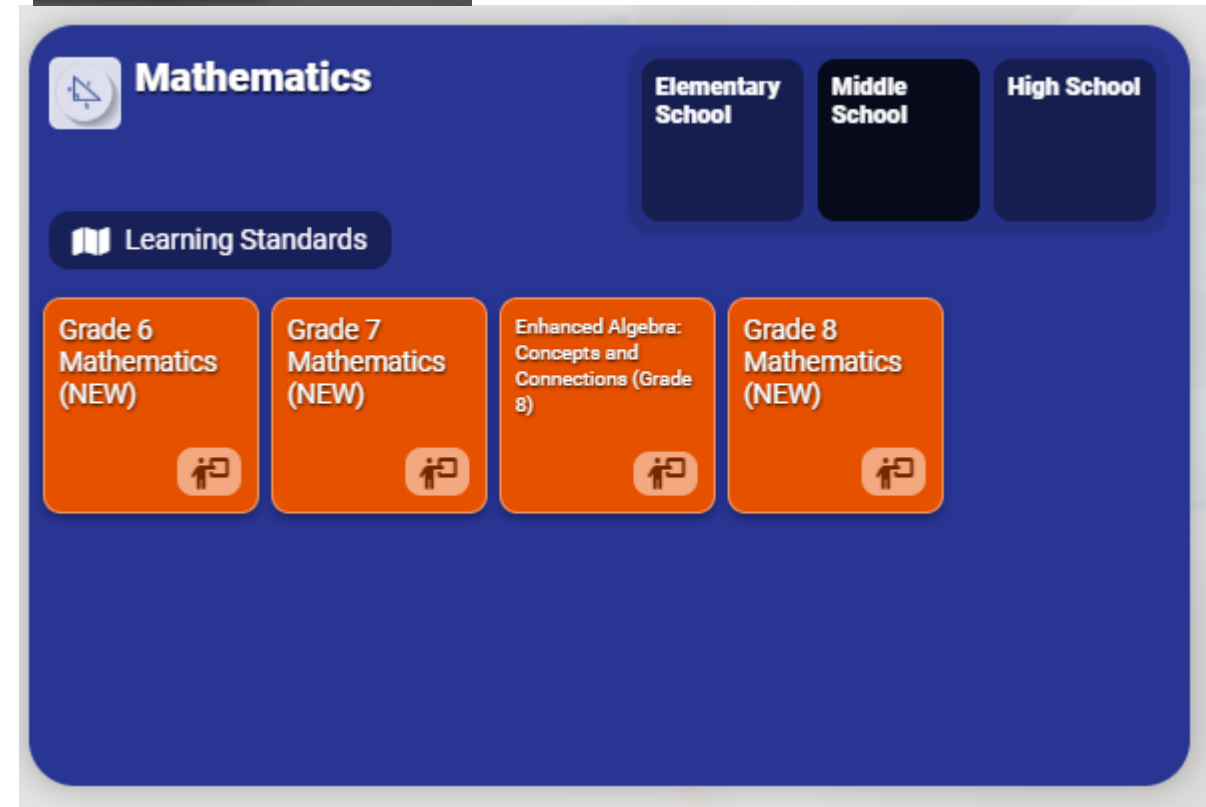 Mathematics
Elementary
School
Middle
School
High School
Learning Standards
Grade 6
Mathematics
(NEW)
Grade 7
Mathematics
(NEW)
Enhanced Algebra:
Concepts and
Connections (Grade
8)
Grade 8
Mathematics
(NEW)